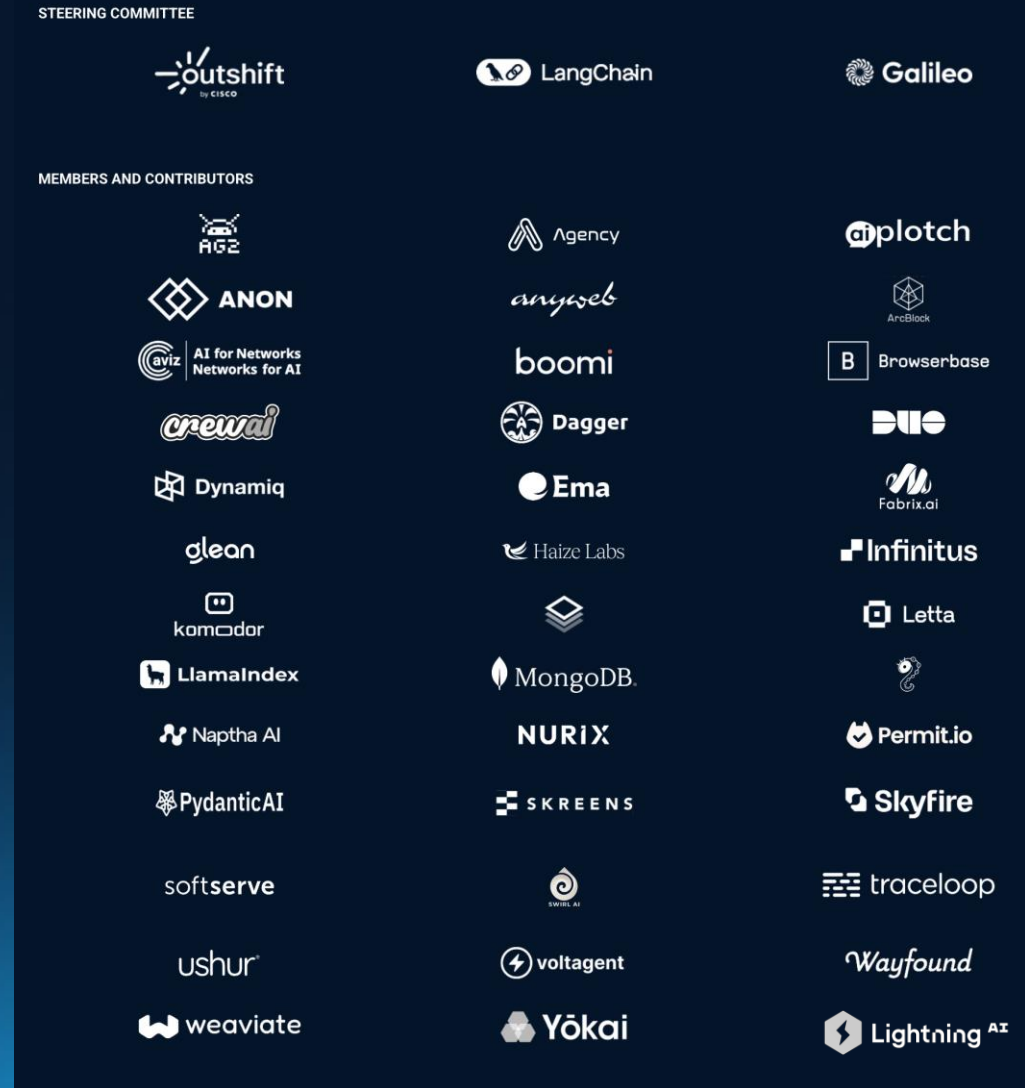 STEERING COMMITTEE
outshift
by CISCO
LangChain
Galileo
MEMBERS AND CONTRIBUTORS
AG2
Agency
aiplotch
ANON
anyweb
ArcBlock
aviz
AI for Networks
Networks for AI
boomi
B Browserbase
crewai
Dagger
DUO
Dynamiq
Ema
Fabrix.ai
glean
Haize Labs
Infinitus
komodor
Letta
LlamaIndex
MongoDB.
Naptha AI
NURiX
Permit.io
PydanticAI
SKREENS
Skyfire
softserve
SWIRL AI
traceloop
ushur
voltagent
Wayfound
weaviate
Yōkai
Lightning AI